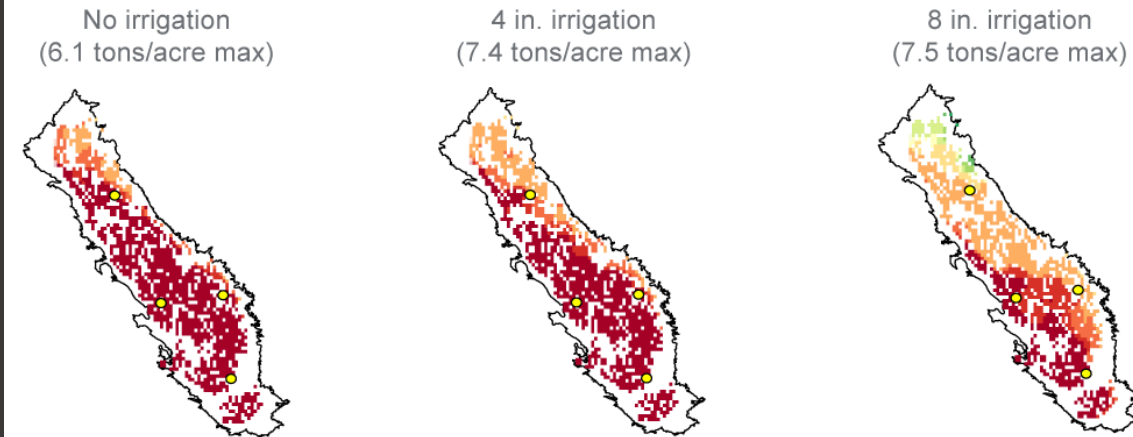 No irrigation
(6.1 tons/acre max)
4 in. irrigation
(7.4 tons/acre max)
8 in. irrigation
(7.5 tons/acre max)